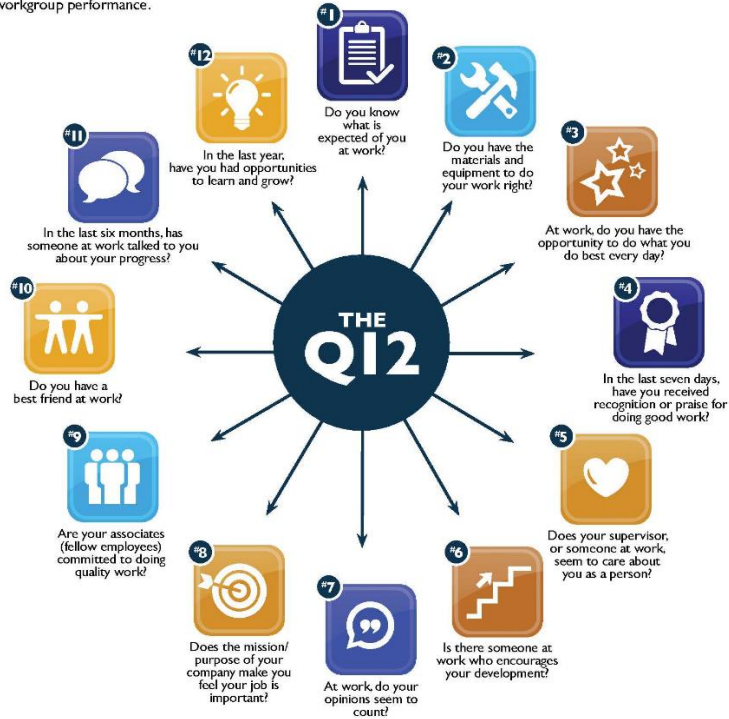 workgroup performance.
#1
Do you know
what is
expected of you
at work?
#2
Do you have the
materials and
equipment to do
your work right?
#3
At work, do you have the
opportunity to do what you
do best every day?
#4
In the last seven days,
have you received
recognition or praise for
doing good work?
#5
Does your supervisor,
or someone at work,
seem to care about
you as a person?
#6
Is there someone at
work who encourages
your development?
#7
At work, do your
opinions seem to
count?
#8
Does the mission/
purpose of your
company make you
feel your job is
important?
#9
Are your associates
(fellow employees)
committed to doing
quality work?
#10
Do you have a
best friend at work?
#11
In the last six months, has
someone at work talked to you
about your progress?
#12
In the last year,
have you had opportunities
to learn and grow?
THE
Q12